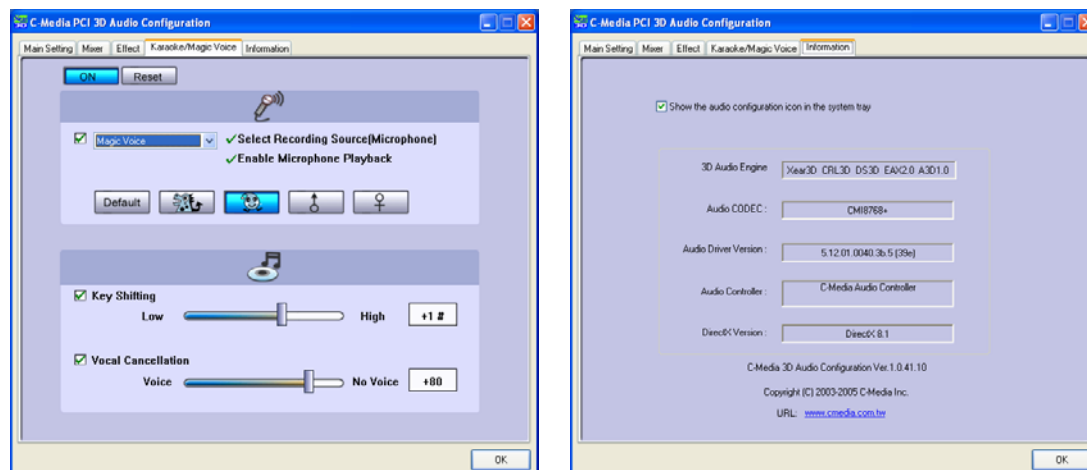 C-Media PCI 3D Audio Configuration
Main Setting Mixer Effect Karaoke/Magic Voice Information
ON Reset
Magic Voice
✓Select Recording Source(Microphone)
✓Enable Microphone Playback
Default
Key Shifting
Low High +1 #
Vocal Cancellation
Voice No Voice +80
OK
C-Media PCI 3D Audio Configuration
Main Setting Mixer Effect Karaoke/Magic Voice Information
Show the audio configuration icon in the system tray
3D Audio Engine Xear3D CRL3D DS3D EAX2.0 A3D1.0
Audio CODEC : CMI8768+
Audio Driver Version : 5.12.01.0040.3b.5 (39e)
Audio Controller : C-Media Audio Controller
DirectX Version : DirectX 8.1
C-Media 3D Audio Configuration Ver.1.0.41.10
Copyright (C) 2003-2005 C-Media Inc.
URL: www.cmedia.com.tw
OK